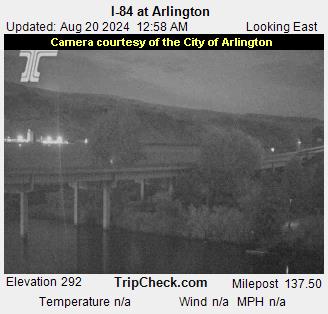 I-84 at Arlington
Updated: Aug 20 2024 12:58 AM Looking East
Camera courtesy of the City of Arlington
Elevation 292 TripCheck.com Milepost 137.50
Temperature n/a Wind n/a MPH n/a